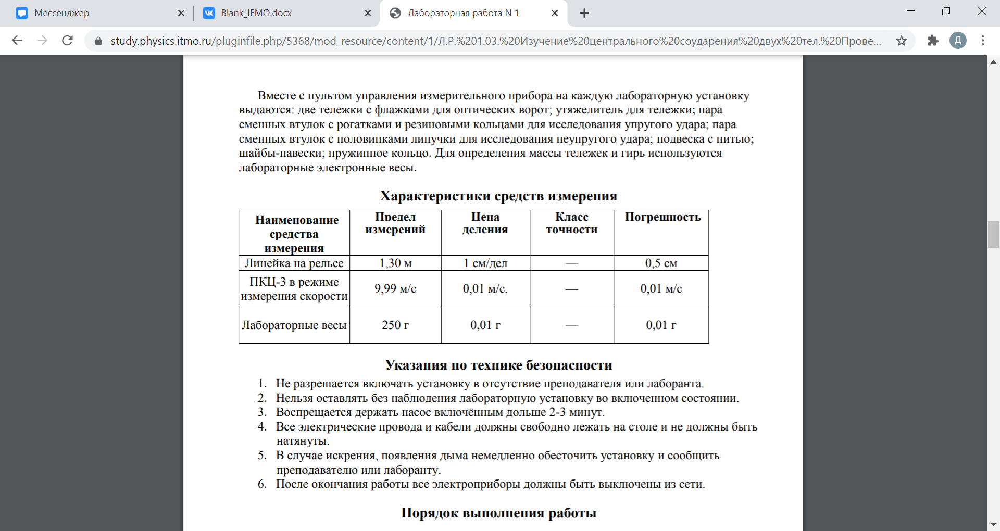 Мессенджер
Blank_IFMO.docx
Лабораторная работа N 1
study.physics.itmo.ru/pluginfile.php/5368/mod_resource/content/1/Л.Р.%201.03.%20Изучение%20центрального%20соударения%20двух%20тел.%20Прове...
Д
Вместе с пультом управления измерительного прибора на каждую лабораторную установку
выдаются: две тележки с флажками для оптических ворот; утяжелитель для тележки; пара
сменных втулок с рогатками и резиновыми кольцами для исследования упругого удара; пара
сменных втулок с половинками липучки для исследования неупругого удара; подвеска с нитью;
шайбы-навески; пружинное кольцо. Для определения массы тележек и гирь используются
лабораторные электронные весы.
Характеристики средств измерения
Наименование
средства
измерения
Предел
измерений
Цена
деления
Класс
точности
Погрешность
Линейка на рельсе
1,30 м
1 см/дел
—
0,5 см
ПКЦ-3 в режиме
измерения скорости
9,99 м/с
0,01 м/с.
—
0,01 м/с
Лабораторные весы
250 г
0,01 г
—
0,01 г
Указания по технике безопасности
1. Не разрешается включать установку в отсутствие преподавателя или лаборанта.
2. Нельзя оставлять без наблюдения лабораторную установку во включенном состоянии.
3. Воспрещается держать насос включённым дольше 2-3 минут.
4. Все электрические провода и кабели должны свободно лежать на столе и не должны быть
натянуты.
5. В случае искрения, появления дыма немедленно обесточить установку и сообщить
преподавателю или лаборанту.
6. После окончания работы все электроприборы должны быть выключены из сети.
Порядок выполнения работы